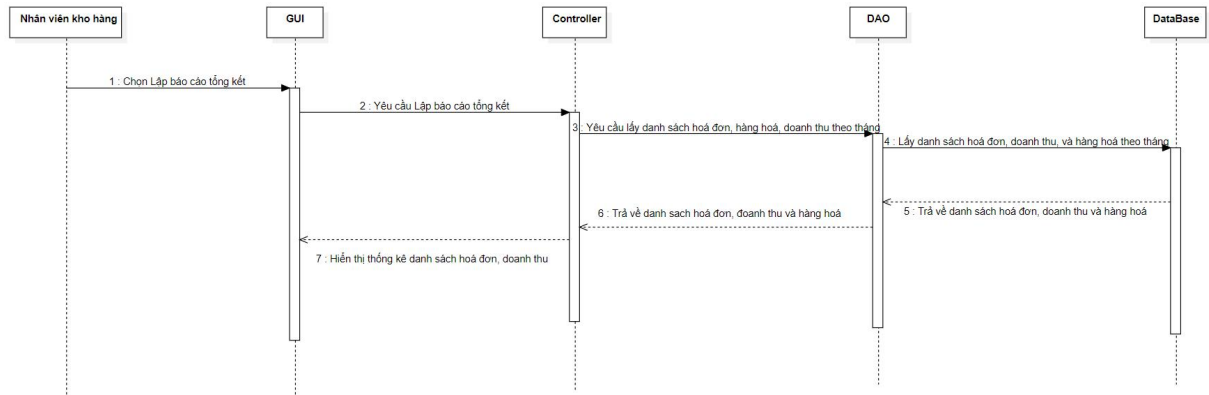 Nhân viên kho hàng
GUI
Controller
DAO
DataBase
1 : Chọn Lập báo cáo tổng kết
2 : Yêu cầu Lập báo cáo tổng kết
3 : Yêu cầu lấy danh sách hoá đơn, hàng hoá, doanh thu theo tháng
4 : Lấy danh sách hoá đơn, doanh thu, và hàng hoá theo tháng
5 : Trả về danh sách hoá đơn, doanh thu và hàng hoá
6 : Trả về danh sach hoá đơn, đoanh thu và hàng hoá
7 : Hiển thị thống kê danh sách hoá đơn, doanh thu